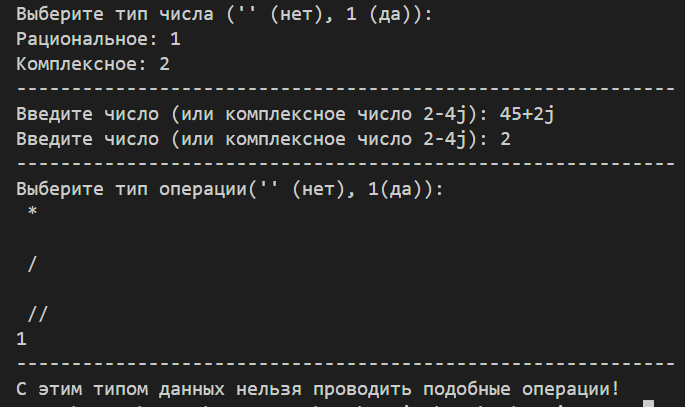 Выберите тип числа ('' (нет), 1 (да)):
Рациональное: 1
Комплексное: 2
------------------------------------------------------------
Введите число (или комплексное число 2-4j): 45+2j
Введите число (или комплексное число 2-4j): 2
------------------------------------------------------------
Выберите тип операции('' (нет), 1(да)):
*
/
//
1
------------------------------------------------------------
С этим типом данных нельзя проводить подобные операции!